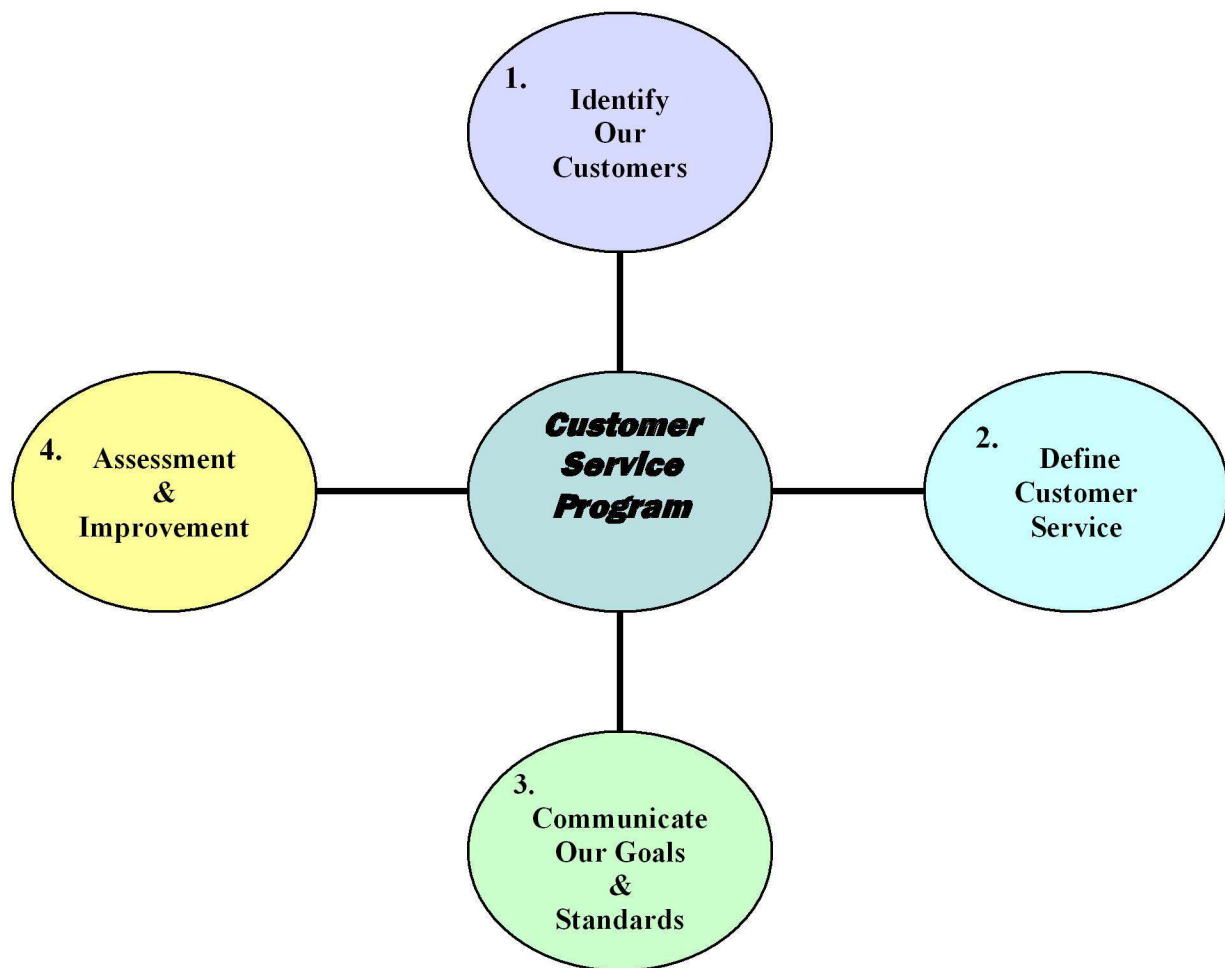 1.
Identify
Our
Customers
Customer
Service
Program
2.
Define
Customer
Service
3.
Communicate
Our Goals
&
Standards
4.
Assessment
&
Improvement